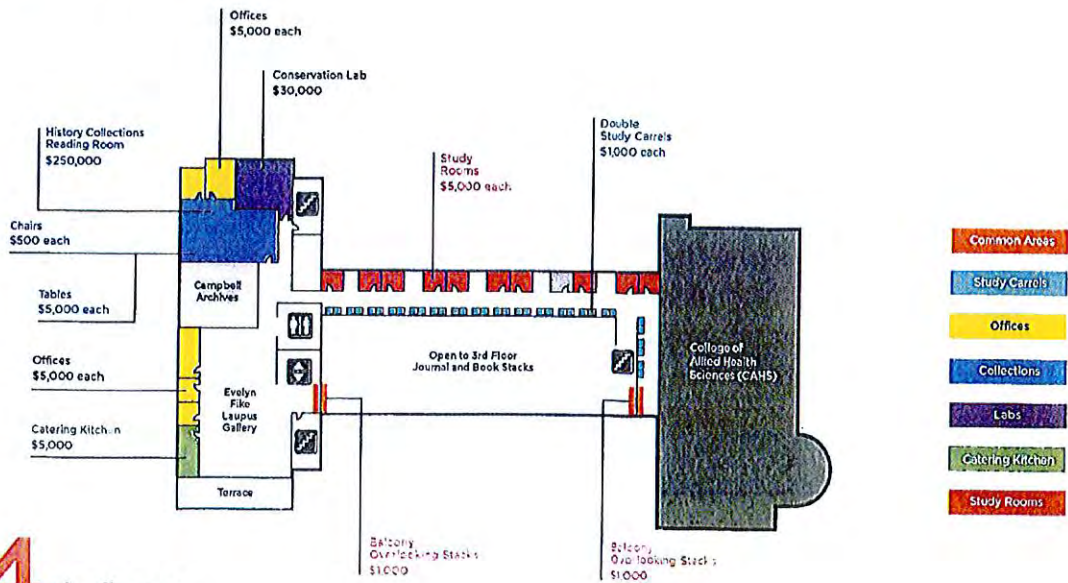 Offices
$5,000 each
Conservation Lab
$30,000
History Collections
Reading Room
$250,000
Double
Study Carrels
$1,000 each
Study
Rooms
$5,000 each
Chairs
$500 each
Tables
$5,000 each
Campbell
Archives
Offices
$5,000 each
Evelyn
Fike
Laupus
Gallery
Catering Kitchen
$5,000
Terrace
Open to 3rd Floor
Journal and Book Stacks
College of
Allied Health
Sciences (CAHS)
Balcony
Overlooking Stacks
$1,000
Balcony
Overlooking Stacks
$1,000
Common Areas
Study Carrels
Offices
Collections
Labs
Catering Kitchen
Study Rooms
4